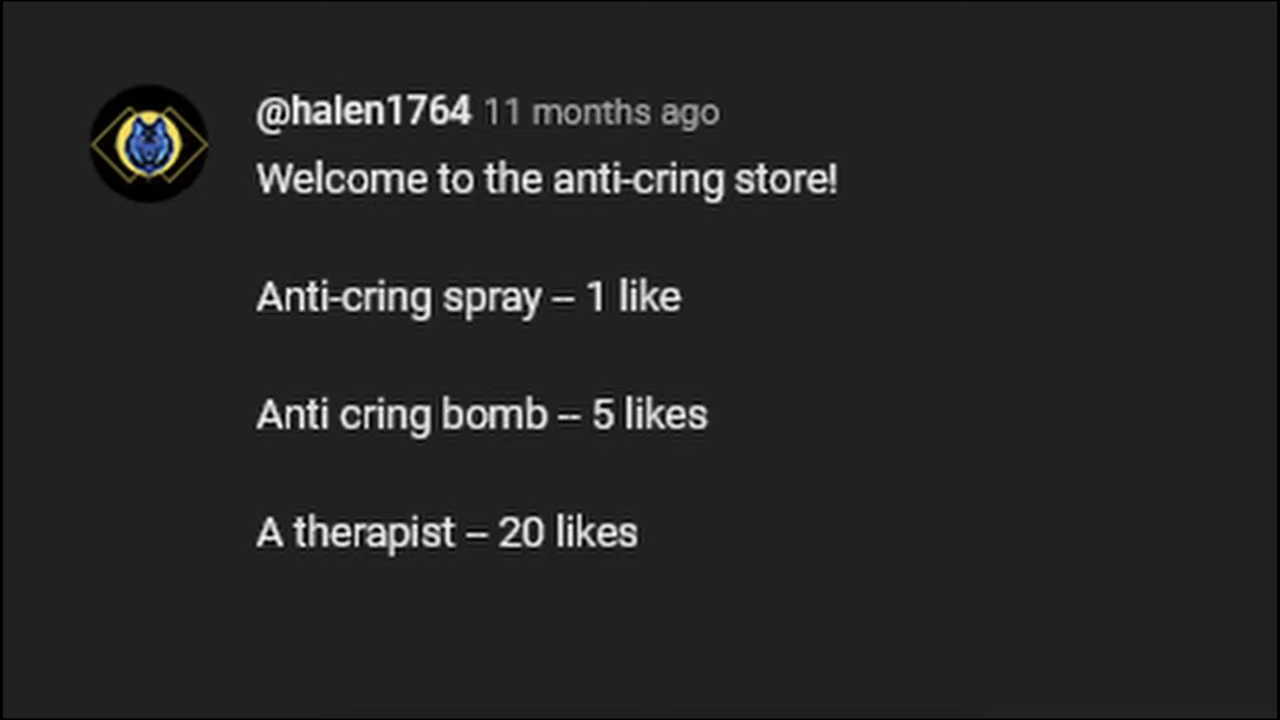 @halen1764 11 months ago
Welcome to the anti-cring store!
Anti-cring spray – 1 like
Anti cring bomb – 5 likes
A therapist – 20 likes